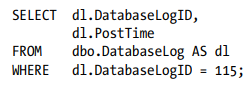 SELECT dl.DatabaseLogID,
dl.PostTime
FROM dbo.DatabaseLog AS dl
WHERE dl.DatabaseLogID = 115;